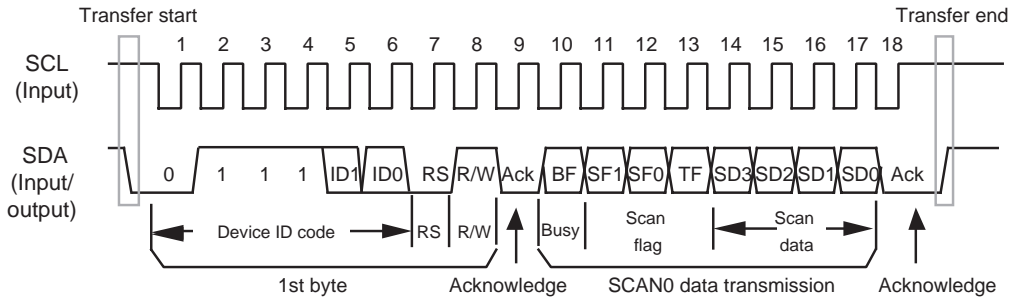 Transfer start Transfer end
1 2 3 4 5 6 7 8 9 10 11 12 13 14 15 16 17 18
SCL
(Input)
SDA
(Input/
output)
0 1 1 1 ID1 ID0 RS R/W Ack BF SF1 SF0 TF SD3 SD2 SD1 SD0 Ack
Device ID code RS R/W Busy Scan
flag Scan
data
1st byte Acknowledge SCAN0 data transmission Acknowledge